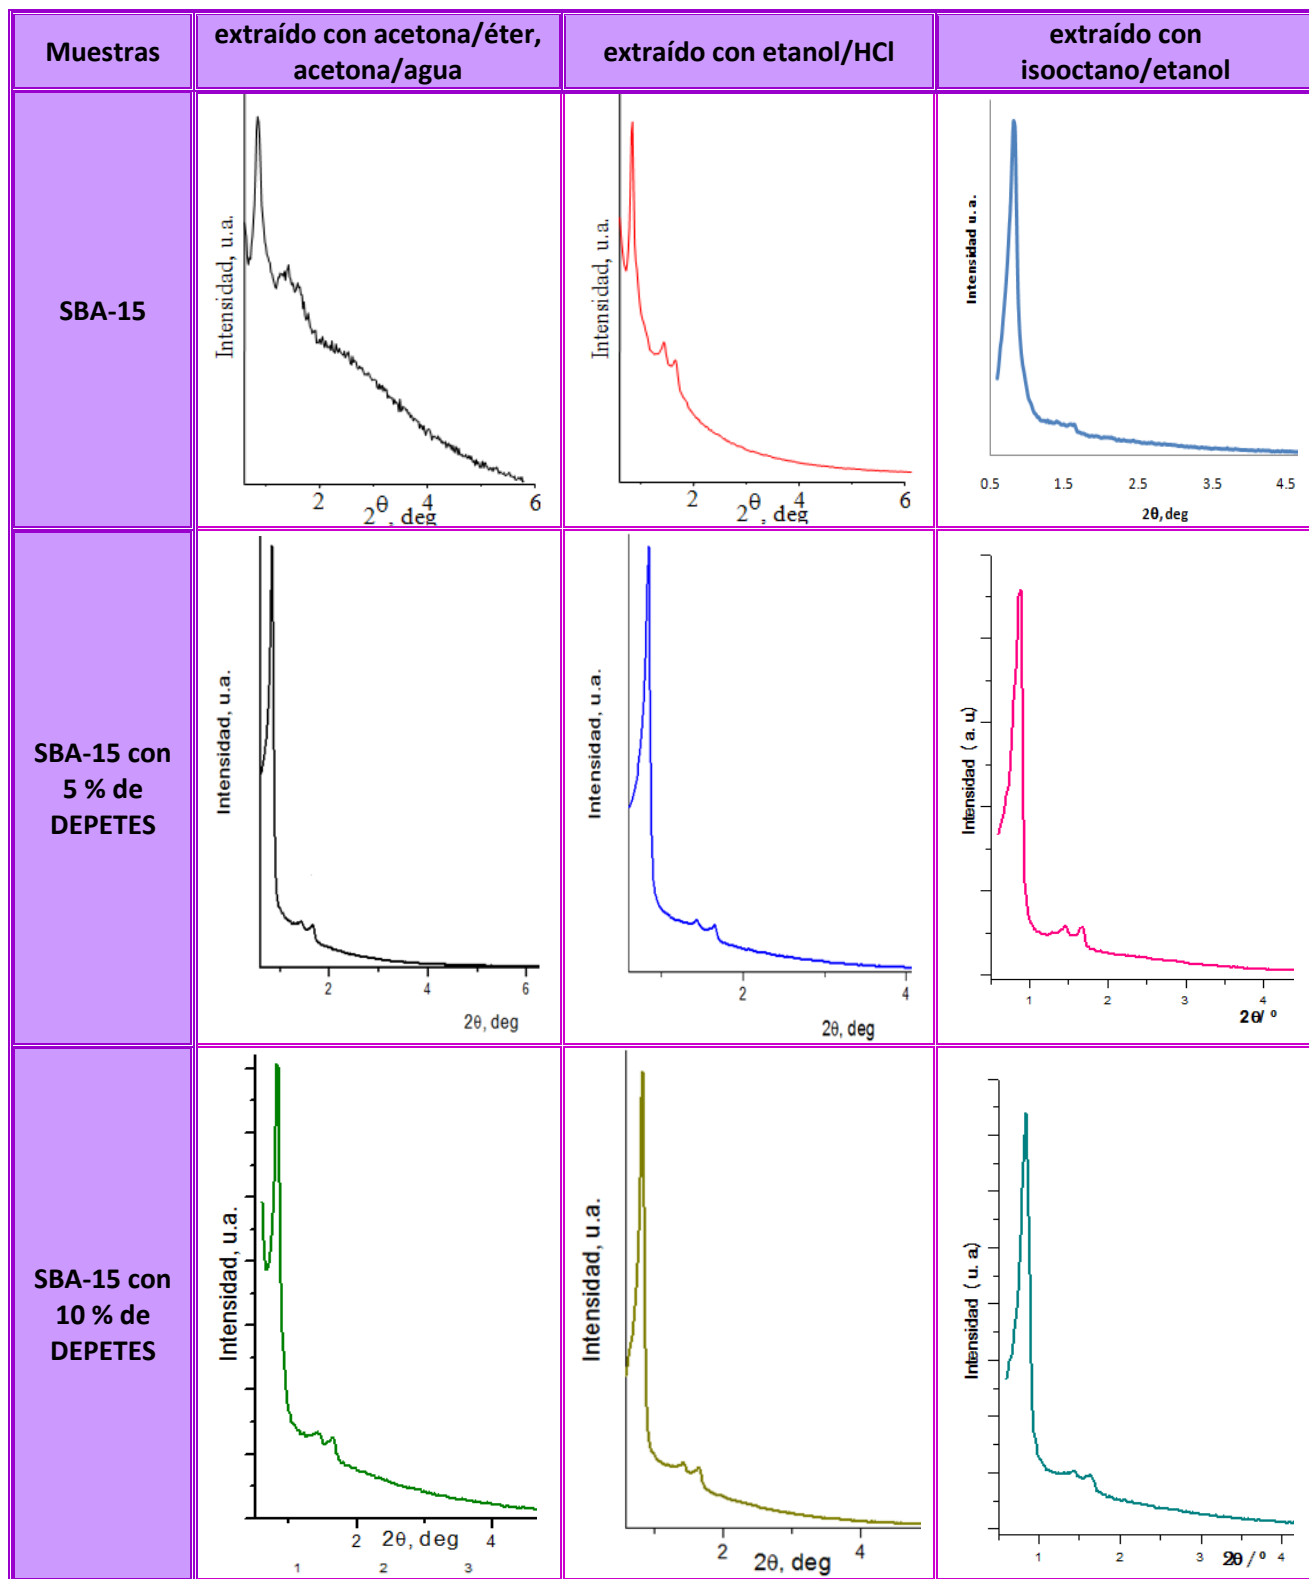 Muestras
extraído con acetona/éter,
acetona/agua
extraído con etanol/HCl
extraído con
isooctano/etanol
SBA-15
Intensidad, u.a.
2 4 6
2θ, deg
Intensidad, u.a.
2 4 6
2θ, deg
Intensidad u. a.
0.5 1.5 2.5 3.5 4.5
2θ, deg
SBA-15 con
5 % de
DEPETES
Intensidad, u.a.
2 4 6
2θ, deg
Intensidad, u.a.
2 4
2θ, deg
Intensidad ( a. u.)
1 2 3 4
2θ/ º
SBA-15 con
10 % de
DEPETES
Intensidad, u.a.
2 2θ, deg 4
1 2 3
Intensidad, u.a.
2 4
2θ, deg
Intensidad ( u. a.)
1 2 3 2θ / º 4